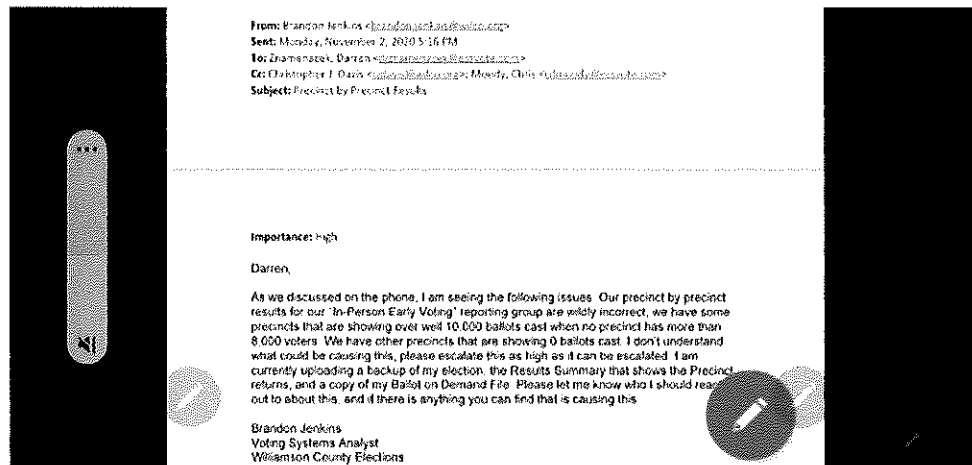 From: Brandon Jenkins
Sent: Monday, November 2, 2020 5:16 PM
To: Znamenacek, Darren
Cc: Christopher J. Davis Moody, Chris
Subject: Precinct by Precinct Results
Importance: High
Darren,
As we discussed on the phone, I am seeing the following issues. Our precinct by precinct
results for our "In-Person Early Voting" reporting group are wildly incorrect, we have some
precincts that are showing over well 10,000 ballots cast when no precinct has more than
8,000 voters. We have other precincts that are showing 0 ballots cast. I don't understand
what could be causing this, please escalate this as high as it can be escalated. I am
currently uploading a backup of my election, the Results Summary that shows the Precinct
returns, and a copy of my Ballot on Demand File. Please let me know who I should
out to about this, and if there is anything you can find that is causing this
Brandon Jenkins
Voting Systems Analyst
Williamson County Elections